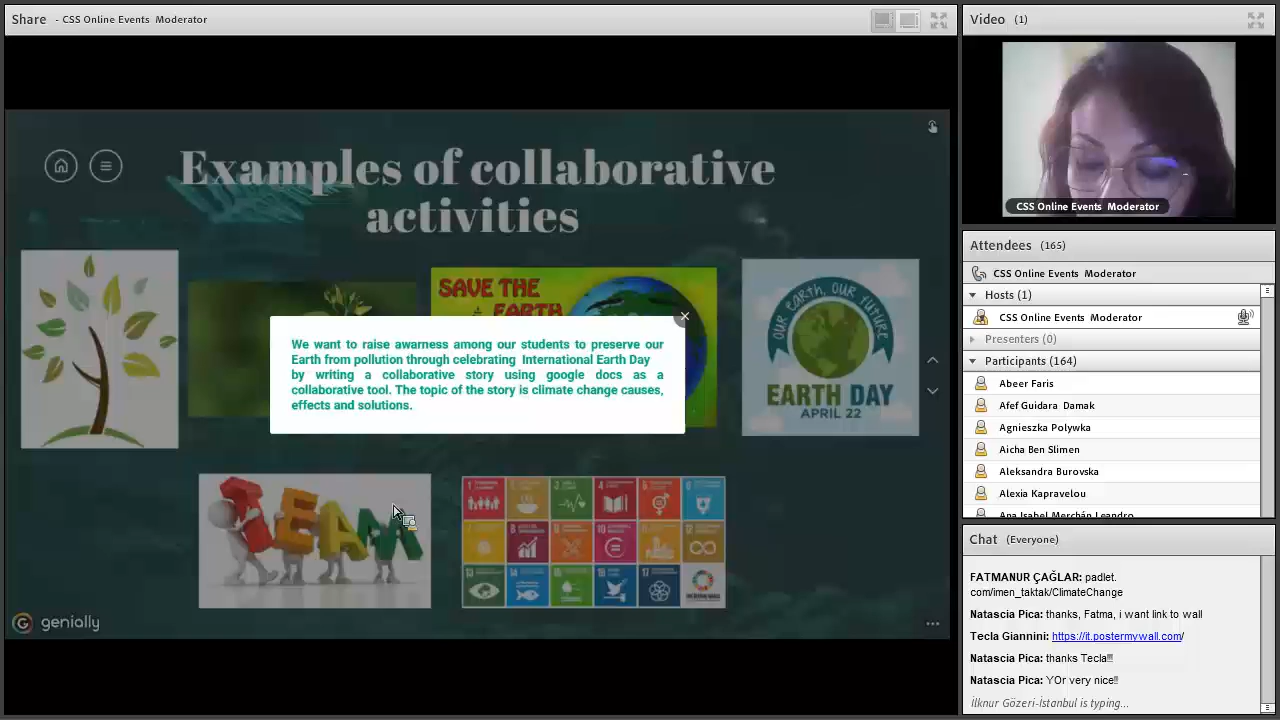 Share - CSS Online Events Moderator
Examples of collaborative
activities
SAVE THE
EARTH
OUR EARTH, OUR FUTURE
EARTH DAY
APRIL 22
We want to raise awarness among our students to preserve our
Earth from pollution through celebrating International Earth Day
by writing a collaborative story using google docs as a
collaborative tool. The topic of the story is climate change causes,
effects and solutions.
TEAM
genially
Video (1)
CSS Online Events Moderator
Attendees (165)
CSS Online Events Moderator
Hosts (1)
CSS Online Events Moderator
Presenters (0)
Participants (164)
Abeer Faris
Afef Guidara Damak
Agnieszka Polywka
Aicha Ben Slimen
Aleksandra Burovska
Alexia Kapravelou
Ana Isabel Merchán Leandro
Chat (Everyone)
FATMANUR ÇAĞLAR: padlet.
com/imen_taktak/ClimateChange
Natascia Pica: thanks, Fatma, i want link to wall
Tecla Giannini: https://it.postermywall.com/
Natascia Pica: thanks Tecla!!!
Natascia Pica: YOr very nice!!
İlknur Gözeri-İstanbul is typing...